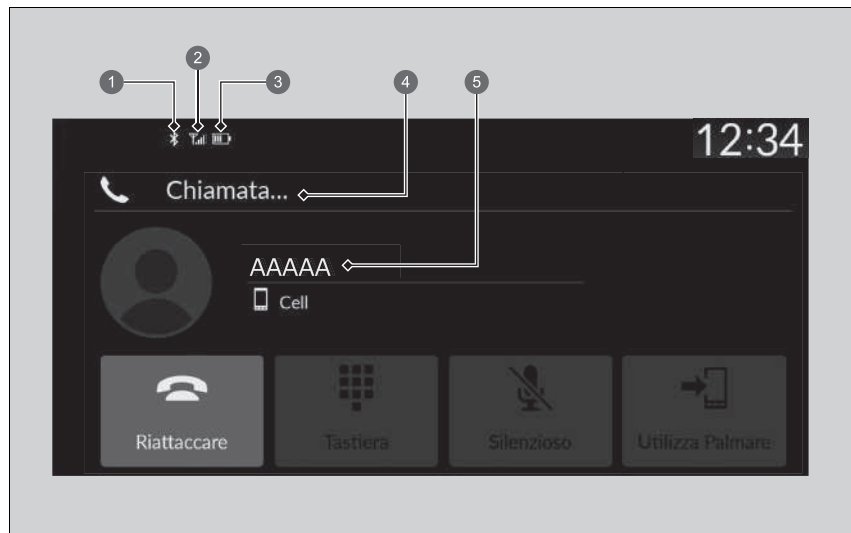 2
1
3
4
5
12:34
Chiamata...
AAAAA
Cell
Riattaccare
Tastiera
Silenzioso
Utilizza Palmare